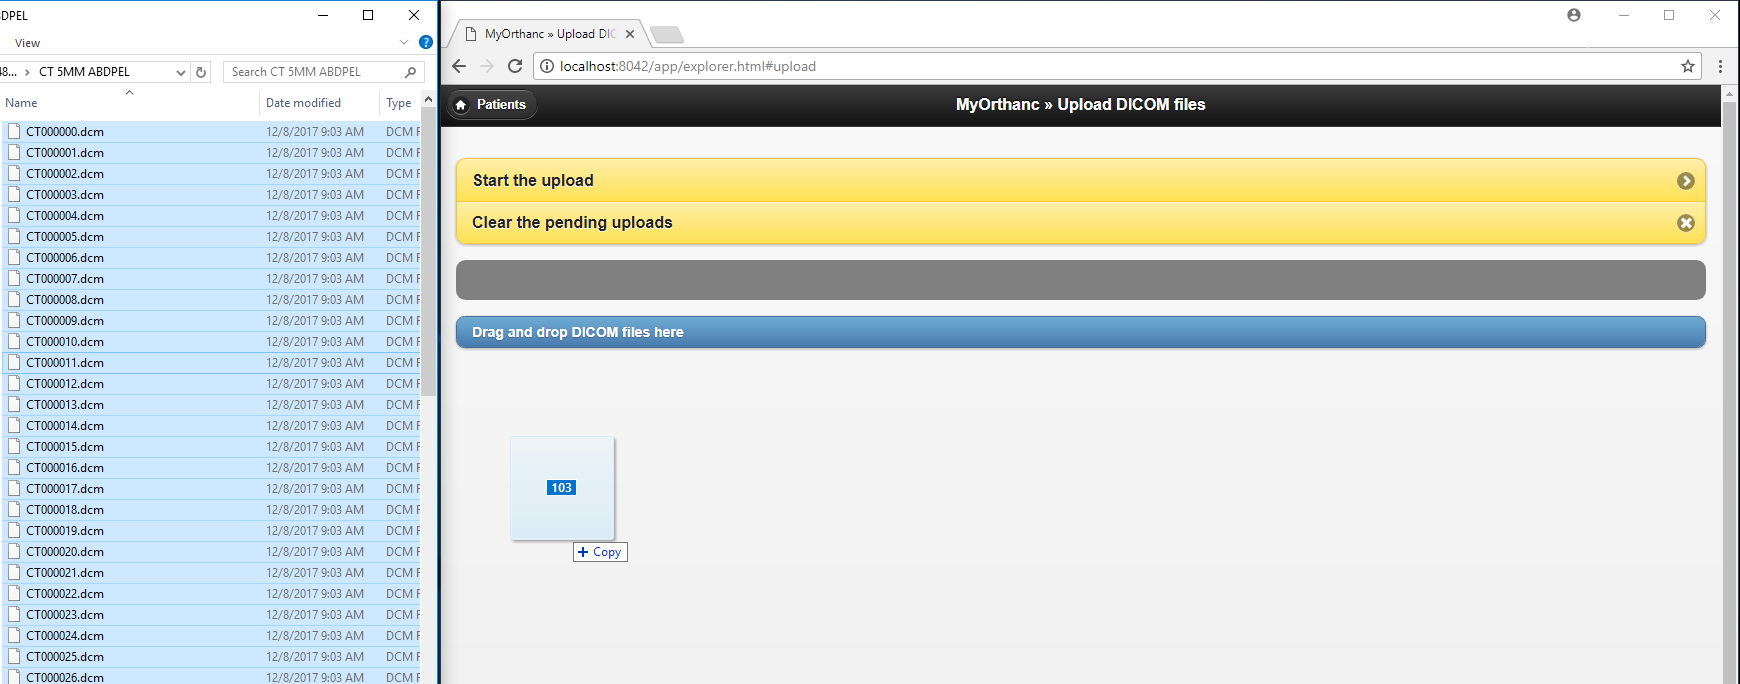 DPEL
View
?
48... › CT 5MM ABDPEL
Search CT 5MM ABDPEL
Name Date modified Type
CT000000.dcm 12/8/2017 9:03 AM DCM F
CT000001.dcm 12/8/2017 9:03 AM DCM F
CT000002.dcm 12/8/2017 9:03 AM DCM F
CT000003.dcm 12/8/2017 9:03 AM DCM F
CT000004.dcm 12/8/2017 9:03 AM DCM F
CT000005.dcm 12/8/2017 9:03 AM DCM F
CT000006.dcm 12/8/2017 9:03 AM DCM F
CT000007.dcm 12/8/2017 9:03 AM DCM F
CT000008.dcm 12/8/2017 9:03 AM DCM F
CT000009.dcm 12/8/2017 9:03 AM DCM F
CT000010.dcm 12/8/2017 9:03 AM DCM F
CT000011.dcm 12/8/2017 9:03 AM DCM F
CT000012.dcm 12/8/2017 9:03 AM DCM F
CT000013.dcm 12/8/2017 9:03 AM DCM F
CT000014.dcm 12/8/2017 9:03 AM DCM F
CT000015.dcm 12/8/2017 9:03 AM DCM F
CT000016.dcm 12/8/2017 9:03 AM DCM F
CT000017.dcm 12/8/2017 9:03 AM DCM F
CT000018.dcm 12/8/2017 9:03 AM DCM F
CT000019.dcm 12/8/2017 9:03 AM DCM F
CT000020.dcm 12/8/2017 9:03 AM DCM F
CT000021.dcm 12/8/2017 9:03 AM DCM F
CT000022.dcm 12/8/2017 9:03 AM DCM F
CT000023.dcm 12/8/2017 9:03 AM DCM F
CT000024.dcm 12/8/2017 9:03 AM DCM F
CT000025.dcm 12/8/2017 9:03 AM DCM F
CT000026.dcm 12/8/2017 9:03 AM DCM F
MyOrthanc » Upload DIC
localhost:8042/app/explorer.html#upload
Patients
MyOrthanc » Upload DICOM files
Start the upload
Clear the pending uploads
Drag and drop DICOM files here
103
+ Copy